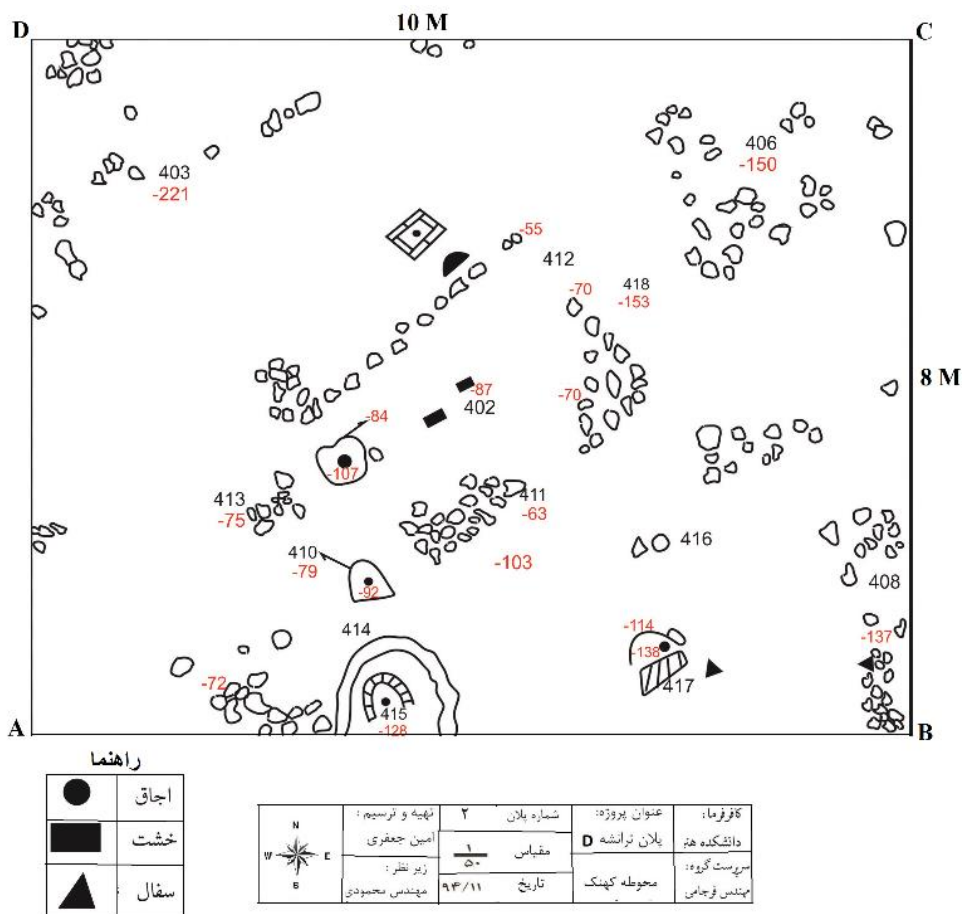 D
10 M
C
403
-221
406
-150
-55
412
418
-153
-70
-70
8 M
-87
402
-84
-107
413
-75
411
-63
-103
410
-79
-92
416
408
414
-72
415
-128
-114
-138
417
-137
A
B
راهنما
اجاق
خشت
سفال
N
W E
S
تهیه و ترسیم :
آمین جعفری
زیر نظر :
مهندس محمودی
شماره پلان ۲
مقیاس ۱/۵۰
تاریخ ۹۴/۱۱
عنوان پروژه:
پلان ترانشه D
محوطه کهنک
کارفرما:
دانشکده هنر
سرپرست گروه:
مهندس فرجامی